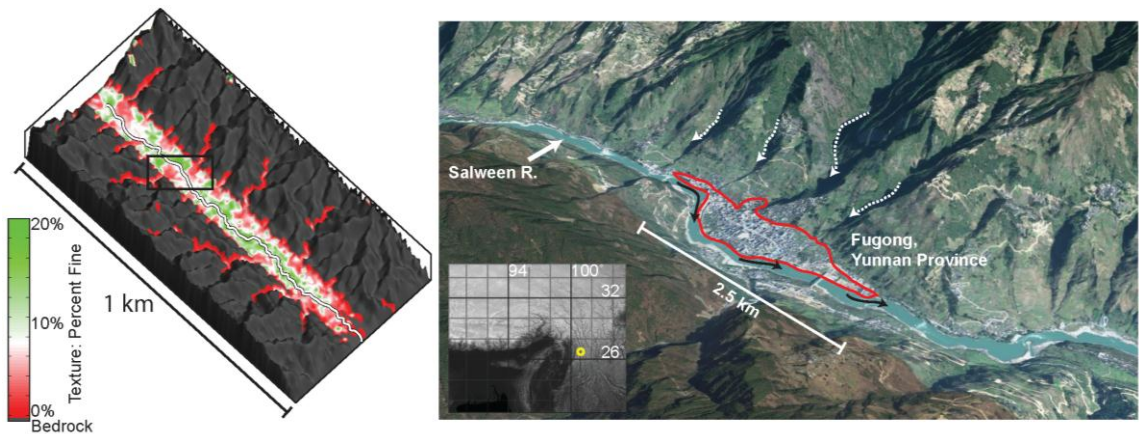 20%
10%
0%
Bedrock
Texture: Percent Fine
1 km
Salween R.
Fugong,
Yunnan Province
2.5 km
94
100°
32
26